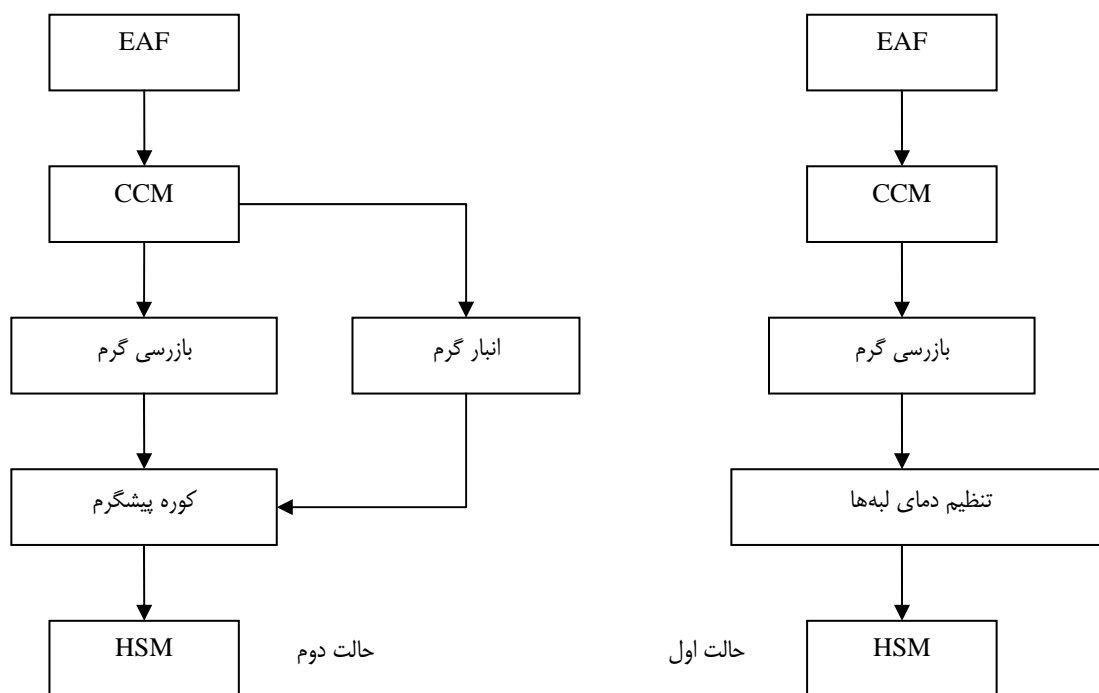 EAF
CCM
بازرسی گرم
تنظیم دمای لبه‌ها
HSM
حالت اول
EAF
CCM
بازرسی گرم
انبار گرم
کوره پیشگرم
HSM
حالت دوم